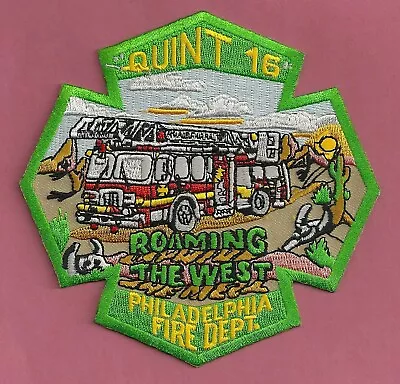 QUINT 16
ROAMING
THE WEST
PHILADELPHIA
FIRE DEPT.